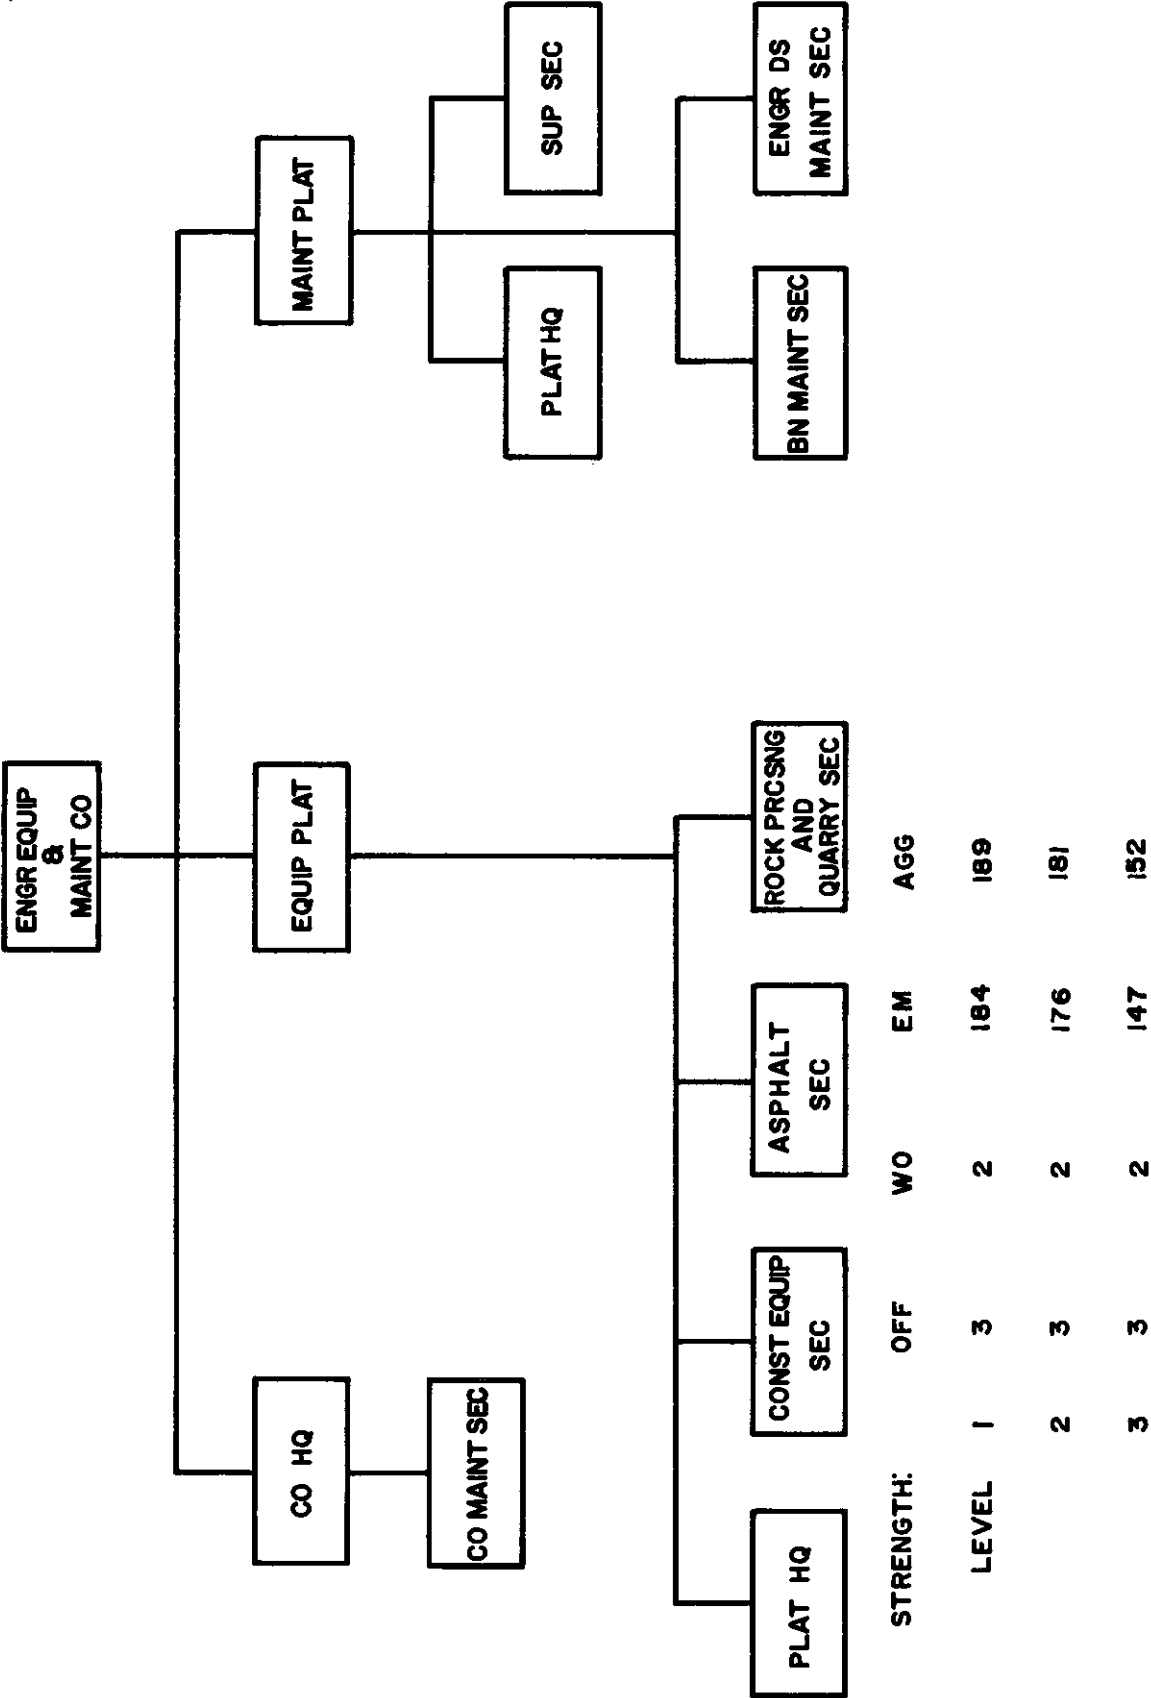 ENGR EQUIP
&
MAINT CO
CO HQ
EQUIP PLAT
MAINT PLAT
CO MAINT SEC
PLAT HQ
SUP SEC
PLAT HQ
CONST EQUIP
SEC
ASPHALT
SEC
ROCK PRCSNG
AND
QUARRY SEC
BN MAINT SEC
ENGR DS
MAINT SEC
STRENGTH: OFF WO EM AGG
LEVEL 1 3 2 184 189
2 3 2 176 181
3 3 2 147 152